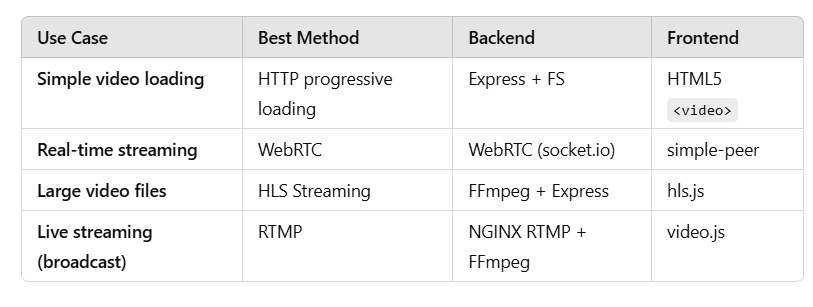 Use Case Best Method Backend Frontend
Simple video loading HTTP progressive Express + FS HTML5
loading <video>
Real-time streaming WebRTC WebRTC (socket.io) simple-peer
Large video files HLS Streaming FFmpeg + Express hls.js
Live streaming RTMP NGINX RTMP + video.js
(broadcast) FFmpeg